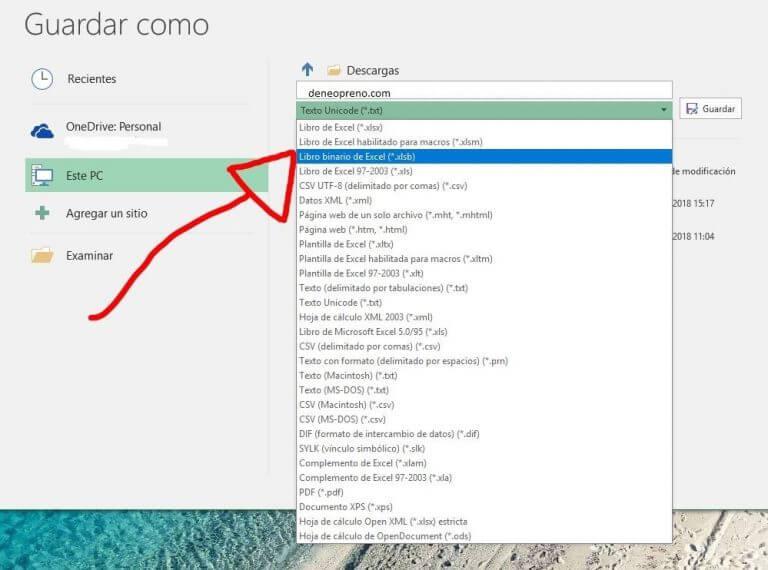 Guardar como
Recientes
OneDrive: Personal
Este PC
Agregar un sitio
Examinar
Descargas
deneopreno.com
Texto Unicode (*.txt)
Guardar
Libro de Excel (*.xlsx)
Libro de Excel habilitado para macros (*.xlsm)
Libro binario de Excel (*.xlsb)
Libro de Excel 97-2003 (*.xls)
CSV UTF-8 (delimitado por comas) (*.csv)
Datos XML (*.xml)
Página web de un solo archivo (*.mht, *.mhtml)
Página web (*.htm, *.html)
Plantilla de Excel (*.xltx)
Plantilla de Excel habilitada para macros (*.xltm)
Plantilla de Excel 97-2003 (*.xlt)
Texto (delimitado por tabulaciones) (*.txt)
Texto Unicode (*.txt)
Hoja de cálculo XML 2003 (*.xml)
Libro de Microsoft Excel 5.0/95 (*.xls)
CSV (delimitado por comas) (*.csv)
Texto con formato (delimitado por espacios) (*.prn)
Texto (Macintosh) (*.txt)
Texto (MS-DOS) (*.txt)
CSV (Macintosh) (*.csv)
CSV (MS-DOS) (*.csv)
DIF (formato de intercambio de datos) (*.dif)
SYLK (vínculo simbólico) (*.slk)
Complemento de Excel (*.xlam)
Complemento de Excel 97-2003 (*.xla)
PDF (*.pdf)
Documento XPS (*.xps)
Hoja de cálculo Open XML (*.xlsx) estricta
Hoja de cálculo de OpenDocument (*.ods)
de modificación
2018 15:17
2018 11:04